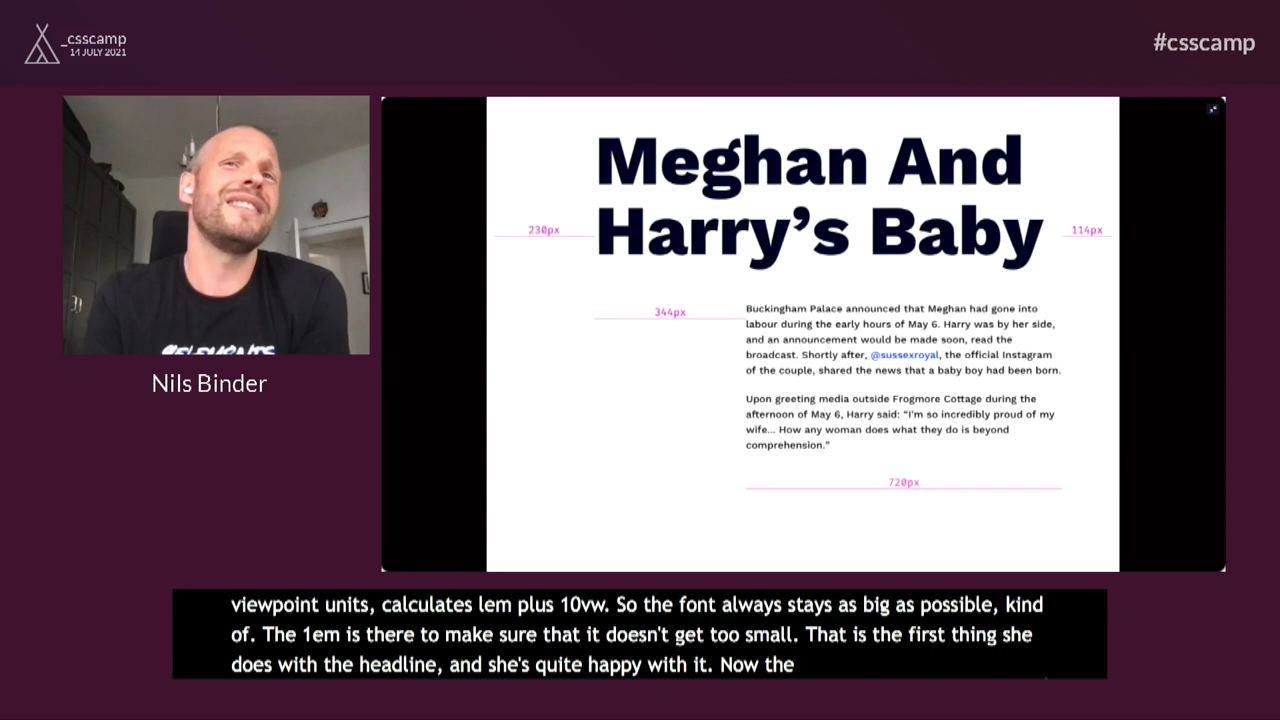 _csscamp
14 JULY 2021
#csscamp
Meghan And
Harry’s Baby
230px
114px
344px
Buckingham Palace announced that Meghan had gone into
labour during the early hours of May 6. Harry was by her side,
and an announcement would be made soon, read the
broadcast. Shortly after, @sussexroyal, the official Instagram
of the couple, shared the news that a baby boy had been born.
Upon greeting media outside Frogmore Cottage during the
afternoon of May 6, Harry said: “I'm so incredibly proud of my
wife... How any woman does what they do is beyond
comprehension.”
720px
Nils Binder
viewpoint units, calculates lem plus 10vw. So the font always stays as big as possible, kind
of. The 1em is there to make sure that it doesn't get too small. That is the first thing she
does with the headline, and she's quite happy with it. Now the